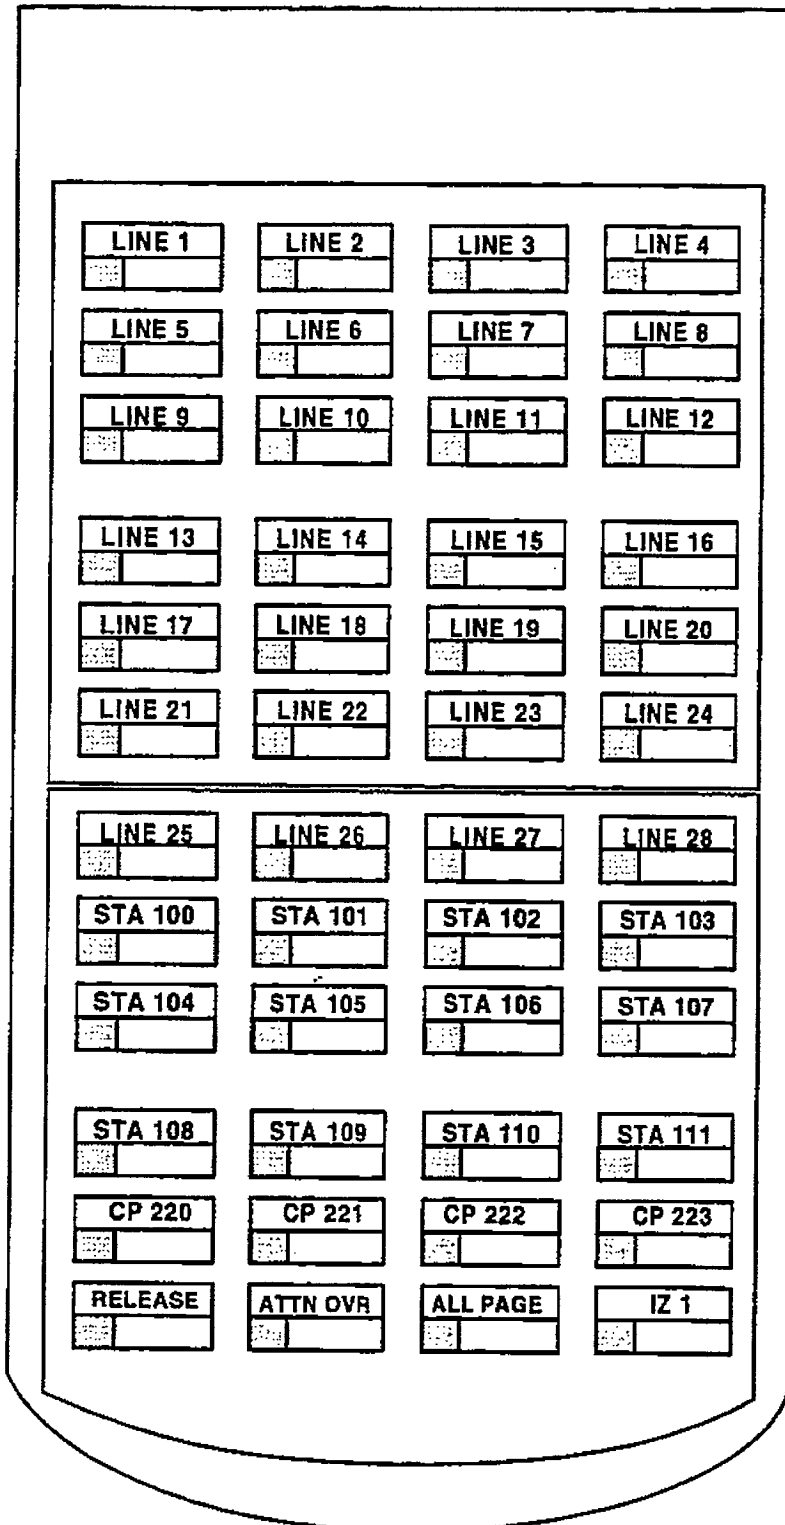 LINE 1 LINE 2 LINE 3 LINE 4
LINE 5 LINE 6 LINE 7 LINE 8
LINE 9 LINE 10 LINE 11 LINE 12
LINE 13 LINE 14 LINE 15 LINE 16
LINE 17 LINE 18 LINE 19 LINE 20
LINE 21 LINE 22 LINE 23 LINE 24
LINE 25 LINE 26 LINE 27 LINE 28
STA 100 STA 101 STA 102 STA 103
STA 104 STA 105 STA 106 STA 107
STA 108 STA 109 STA 110 STA 111
CP 220 CP 221 CP 222 CP 223
RELEASE ATTN OVR ALL PAGE IZ 1